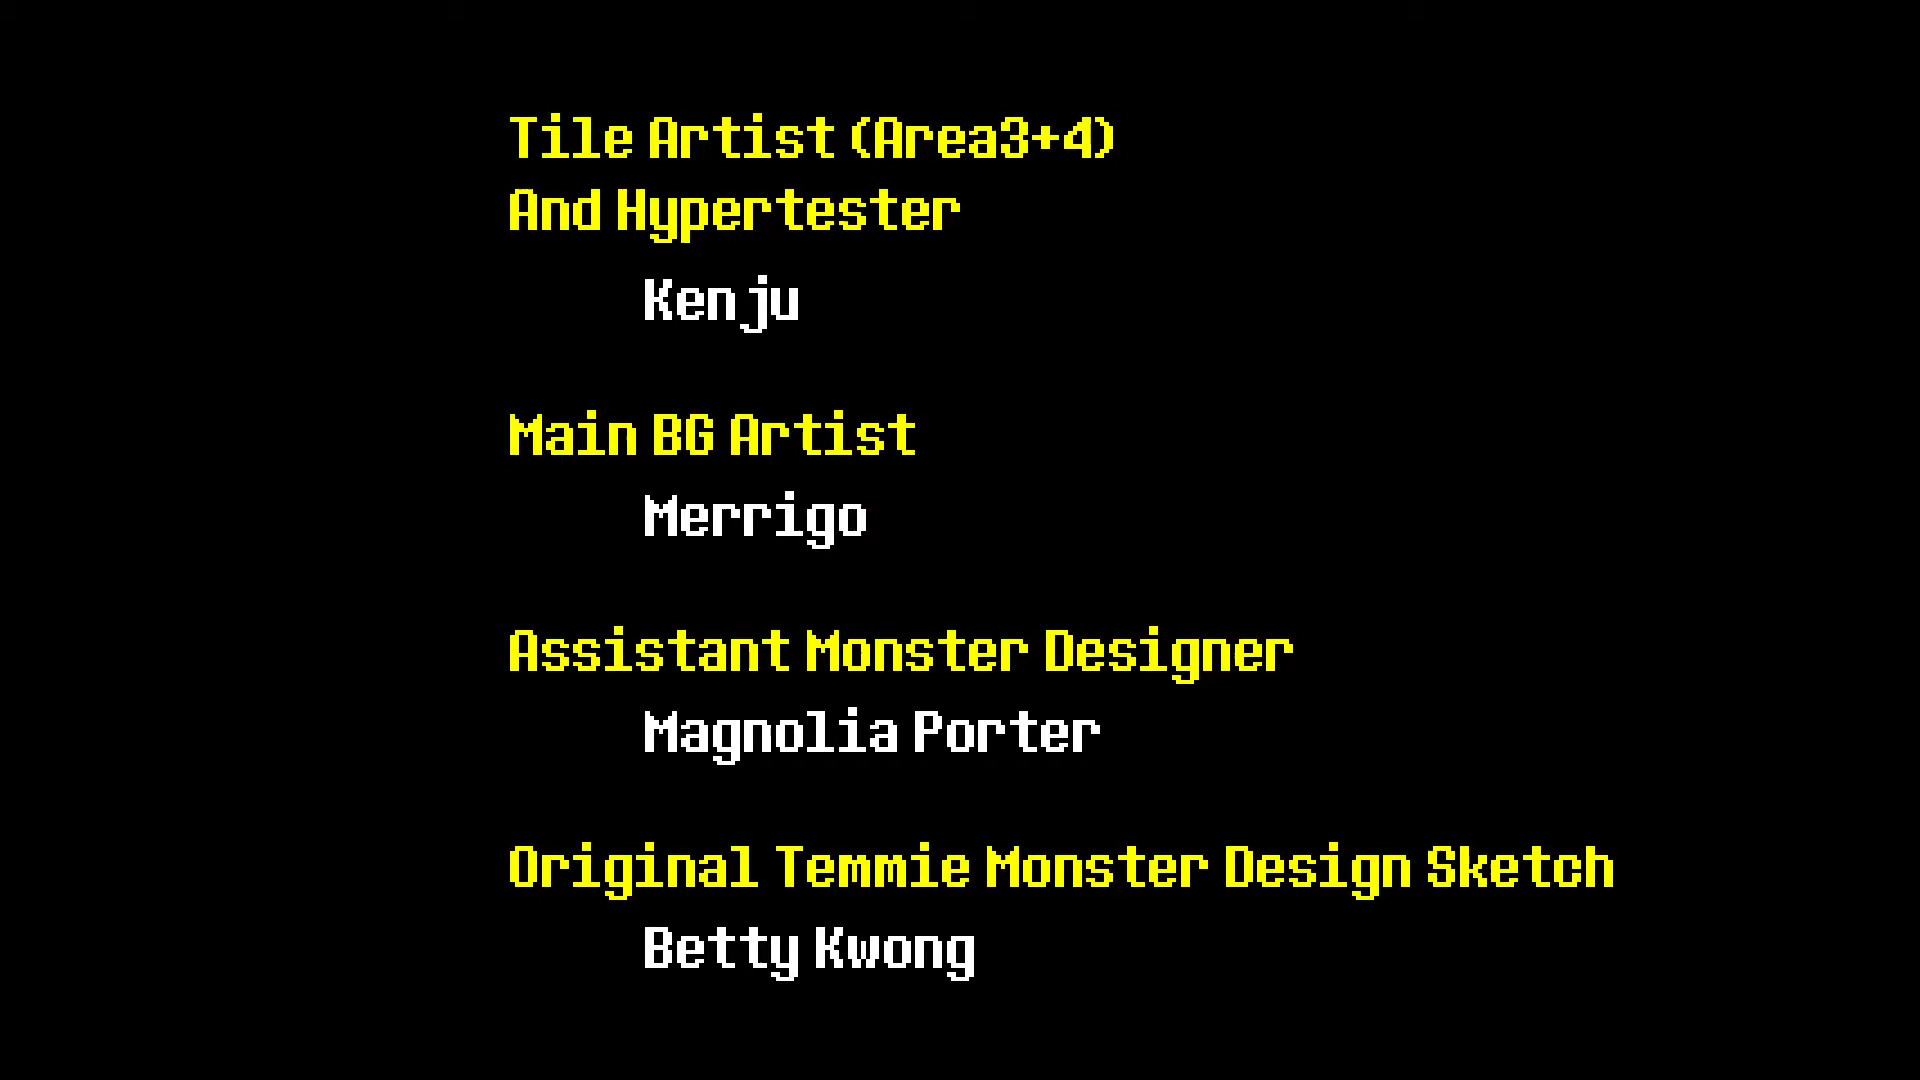 Tile Artist (Area3+4)
And Hypertester
Kenju
Main BG Artist
Merrigo
Assistant Monster Designer
Magnolia Porter
Original Temmie Monster Design Sketch
Betty Kwong